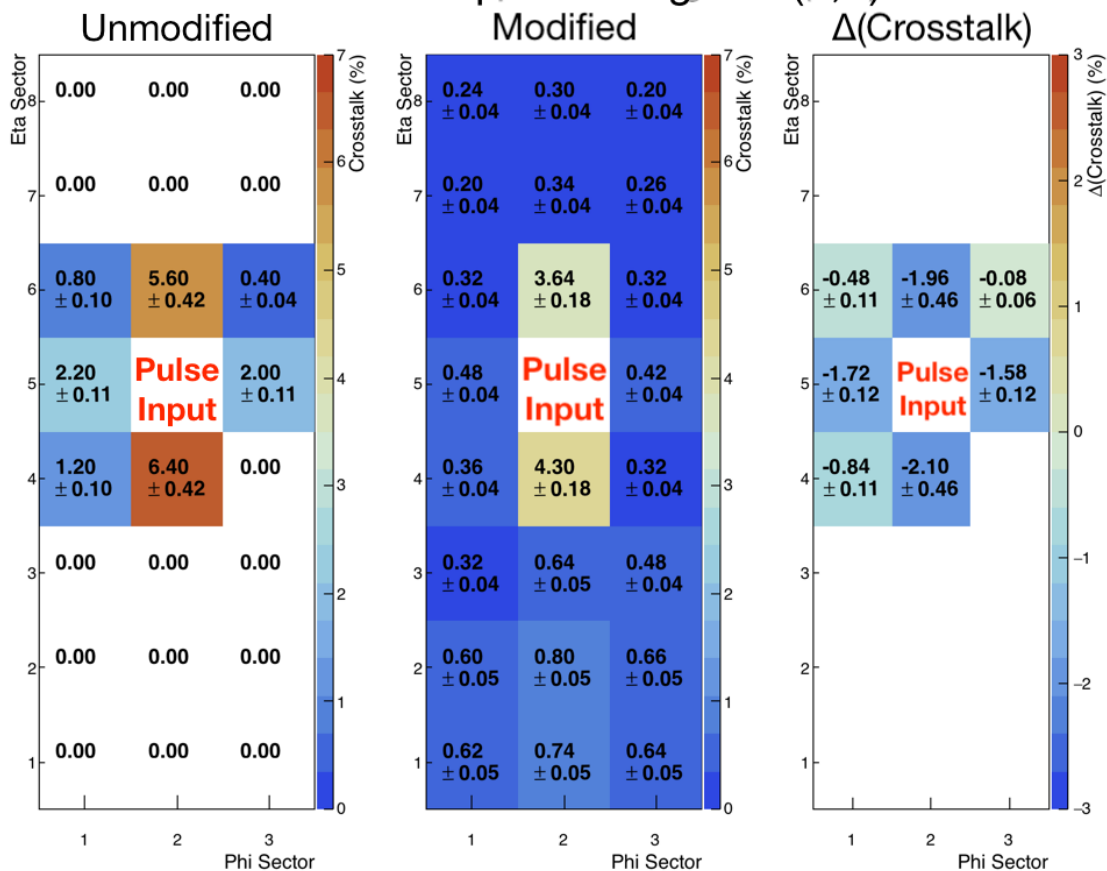 Unmodified
Modified
Δ(Crosstalk)
Eta Sector
8
7
6
5
4
3
2
1
0.00 0.00 0.00
0.00 0.00 0.00
0.80 5.60 0.40
± 0.10 ± 0.42 ± 0.04
2.20 Pulse 2.00
± 0.11 Input ± 0.11
1.20 6.40 0.00
± 0.10 ± 0.42
0.00 0.00 0.00
0.00 0.00 0.00
0.00 0.00 0.00
1 2 3
Phi Sector
7
6
5
4
3
2
1
0
Crosstalk (%)
Eta Sector
8
7
6
5
4
3
2
1
0.24 0.30 0.20
± 0.04 ± 0.04 ± 0.04
0.20 0.34 0.26
± 0.04 ± 0.04 ± 0.04
0.32 3.64 0.32
± 0.04 ± 0.18 ± 0.04
0.48 Pulse 0.42
± 0.04 Input ± 0.04
0.36 4.30 0.32
± 0.04 ± 0.18 ± 0.04
0.32 0.64 0.48
± 0.04 ± 0.05 ± 0.04
0.60 0.80 0.66
± 0.05 ± 0.05 ± 0.05
0.62 0.74 0.64
± 0.05 ± 0.05 ± 0.05
1 2 3
Phi Sector
7
6
5
4
3
2
1
0
Crosstalk (%)
Eta Sector
8
7
6
5
4
3
2
1
-0.48 -1.96 -0.08
± 0.11 ± 0.46 ± 0.06
-1.72 Pulse -1.58
± 0.12 Input ± 0.12
-0.84 -2.10
± 0.11 ± 0.46
1 2 3
Phi Sector
3
2
1
0
−1
−2
−3
Δ(Crosstalk) (%)